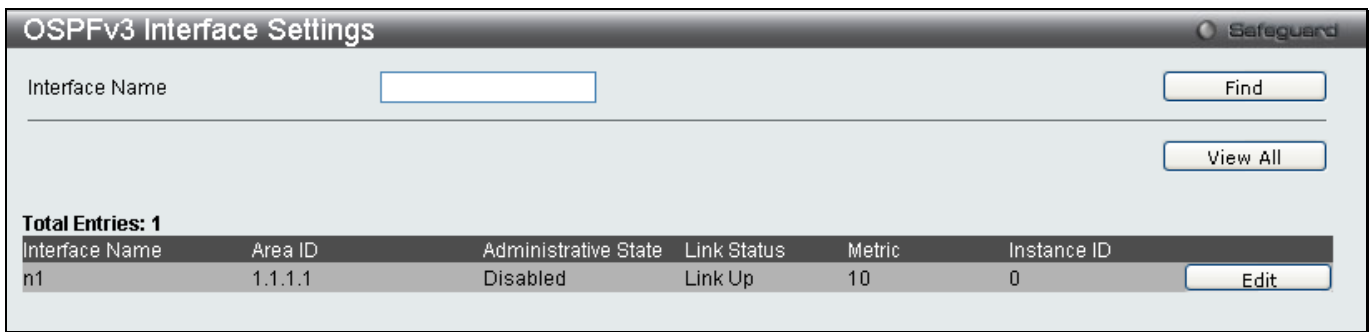 OSPFv3 Interface Settings
Safeguard
Interface Name
Find
View All
Total Entries: 1
Interface Name Area ID Administrative State Link Status Metric Instance ID
n1 1.1.1.1 Disabled Link Up 10 0 Edit